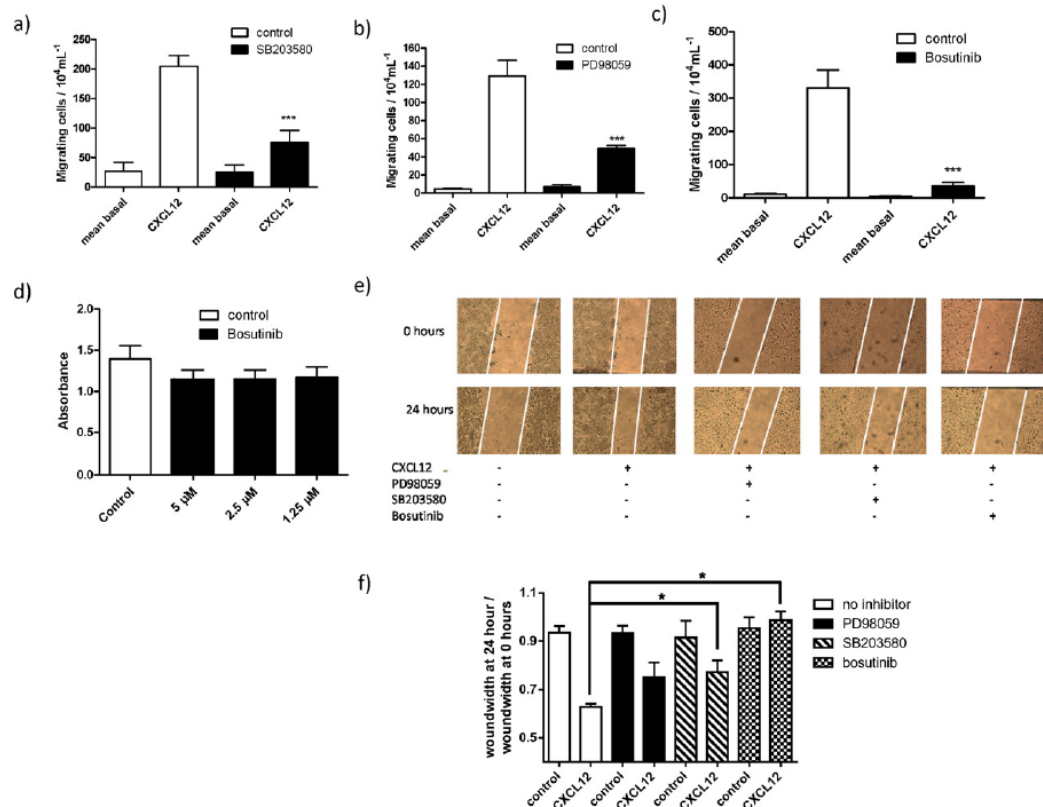 a)
control
SB203580
Migrating cells / 10⁴mL⁻¹
200
150
100
50
0
***
mean basal
CXCL12
mean basal
CXCL12
b)
control
PD98059
Migrating cells / 10⁴mL⁻¹
160
140
120
100
80
60
40
20
0
***
mean basal
CXCL12
mean basal
CXCL12
c)
control
Bosutinib
Migrating cells / 10⁴mL⁻¹
500
400
300
200
100
0
***
mean basal
CXCL12
mean basal
CXCL12
d)
control
Bosutinib
Absorbance
2.0
1.5
1.0
0.5
0.0
Control
5 µM
2.5 µM
1.25 µM
e)
0 hours
24 hours
CXCL12 - + + + +
PD98059 - - + - -
SB203580 - - - + -
Bosutinib - - - - +
f)
no inhibitor
PD98059
SB203580
bosutinib
woundwidth at 24 hour /
woundwidth at 0 hours
1.1
0.9
0.7
0.5
*
*
control
CXCL12
control
CXCL12
control
CXCL12
control
CXCL12